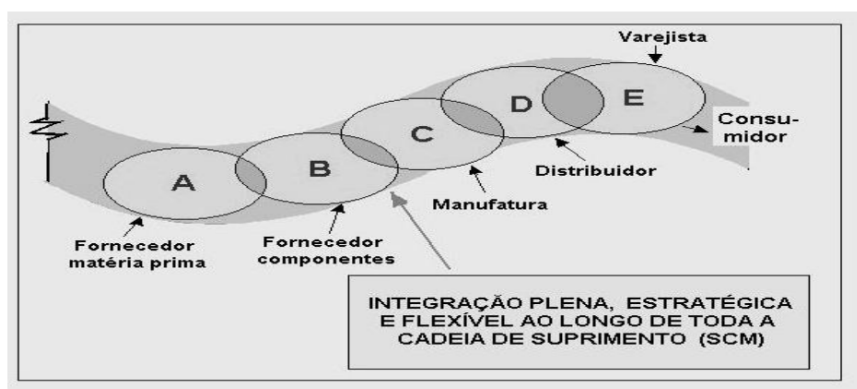 Varejista
A
B
C
D
E
Consu-
midor
Distribuidor
Manufatura
Fornecedor
matéria prima
Fornecedor
componentes
INTEGRAÇÃO PLENA, ESTRATÉGICA
E FLEXÍVEL AO LONGO DE TODA A
CADEIA DE SUPRIMENTO (SCM)